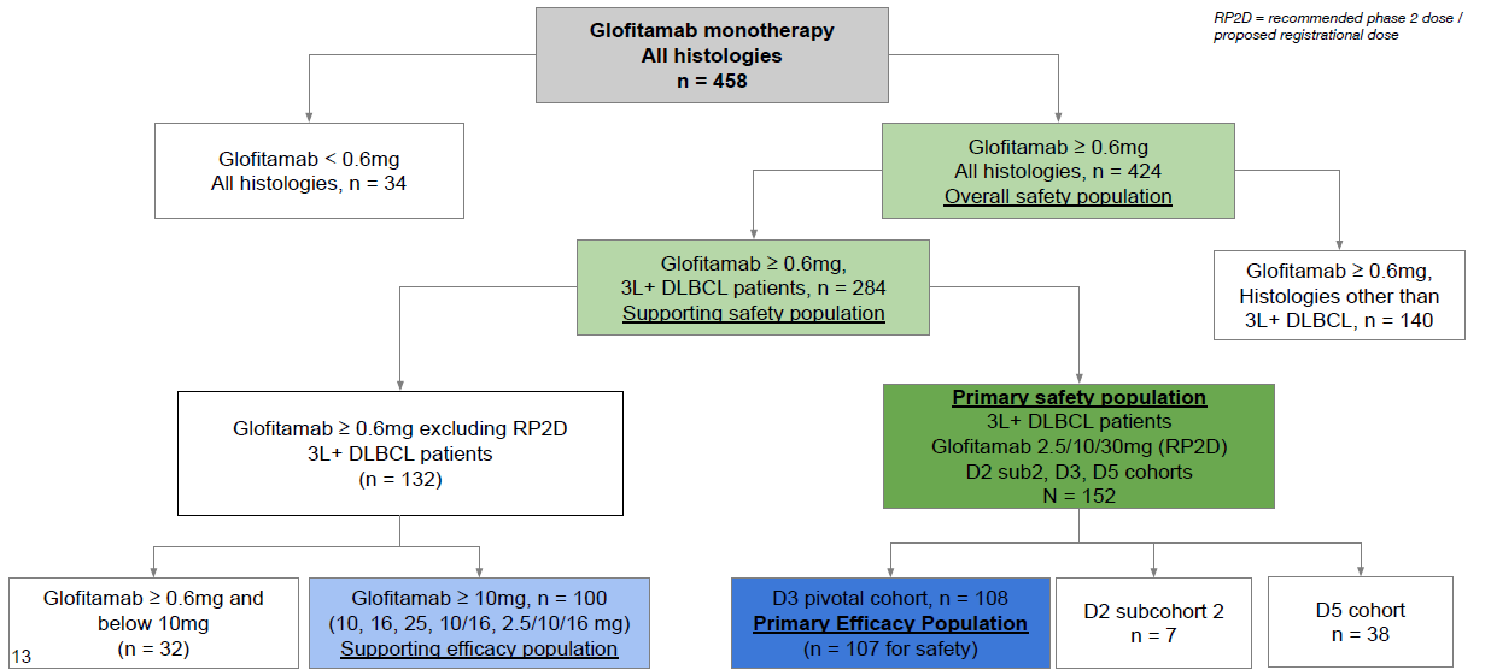 RP2D = recommended phase 2 dose /
proposed registrational dose
Glofitamab monotherapy
All histologies
n = 458
Glofitamab < 0.6mg
All histologies, n = 34
Glofitamab ≥ 0.6mg
All histologies, n = 424
Overall safety population
Glofitamab ≥ 0.6mg,
3L+ DLBCL patients, n = 284
Supporting safety population
Glofitamab ≥ 0.6mg,
Histologies other than
3L+ DLBCL, n = 140
Glofitamab ≥ 0.6mg excluding RP2D
3L+ DLBCL patients
(n = 132)
Primary safety population
3L+ DLBCL patients
Glofitamab 2.5/10/30mg (RP2D)
D2 sub2, D3, D5 cohorts
N = 152
Glofitamab ≥ 0.6mg and
below 10mg
(n = 32)
Glofitamab ≥ 10mg, n = 100
(10, 16, 25, 10/16, 2.5/10/16 mg)
Supporting efficacy population
D3 pivotal cohort, n = 108
Primary Efficacy Population
(n = 107 for safety)
D2 subcohort 2
n = 7
D5 cohort
n = 38
13